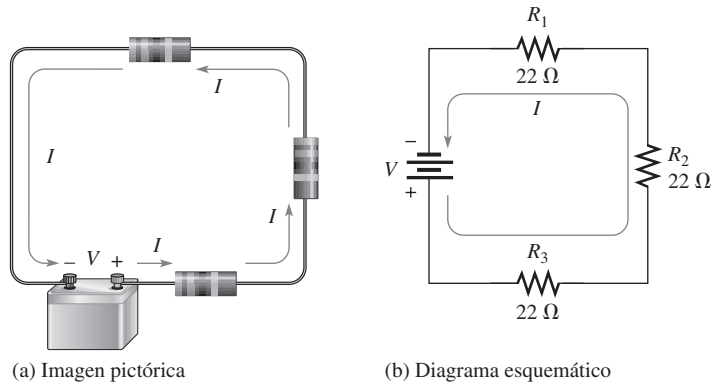 I
I
I
I
− V +
(a) Imagen pictórica
R1
22 Ω
I
−
V
+
R2
22 Ω
R3
22 Ω
(b) Diagrama esquemático